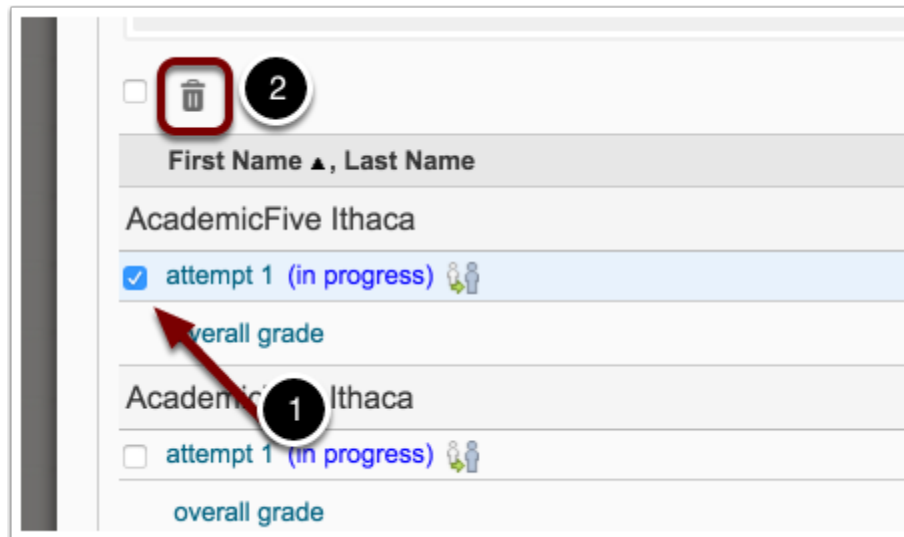 2
First Name ▲, Last Name
AcademicFive Ithaca
attempt 1 (in progress)
verall grade
1 Ithaca
attempt 1 (in progress)
overall grade